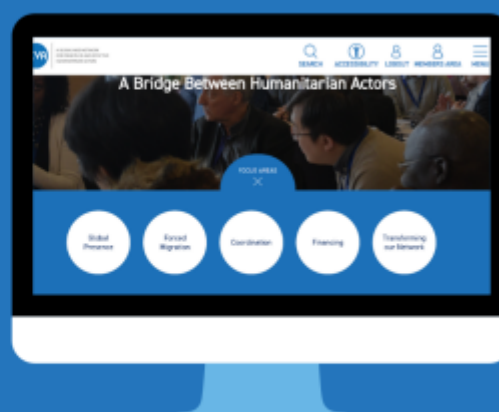 SEARCH
ACCESSIBILITY
LOGOUT
MEMBERS AREA
MENU
A Bridge Between Humanitarian Actors
FOCUS AREAS
Global
Presence
Forced
Migration
Coordination
Financing
Transforming
our Network